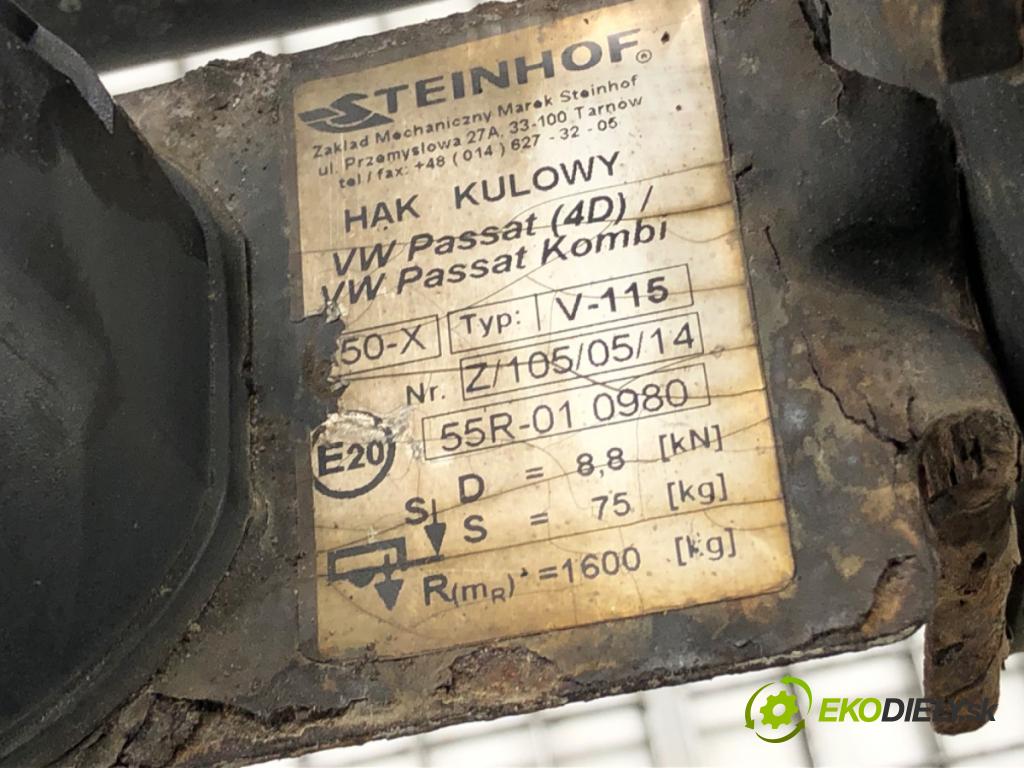 STEINHOF®
Zakład Mechaniczny Marek Steinhof
ul. Przemysłowa 27A, 33-100 Tarnów
tel / fax: +48 ( 014 ) 627 - 32 - 05
HAK KULOWY
VW Passat (4D) /
VW Passat Kombi
50-X Typ: V-115
Nr. Z/105/05/14
E20 55R-01 0980
D = 8,8 [kN]
S S = 75 [kg]
R(mR) = 1600 [kg]
EKODIELY.sk